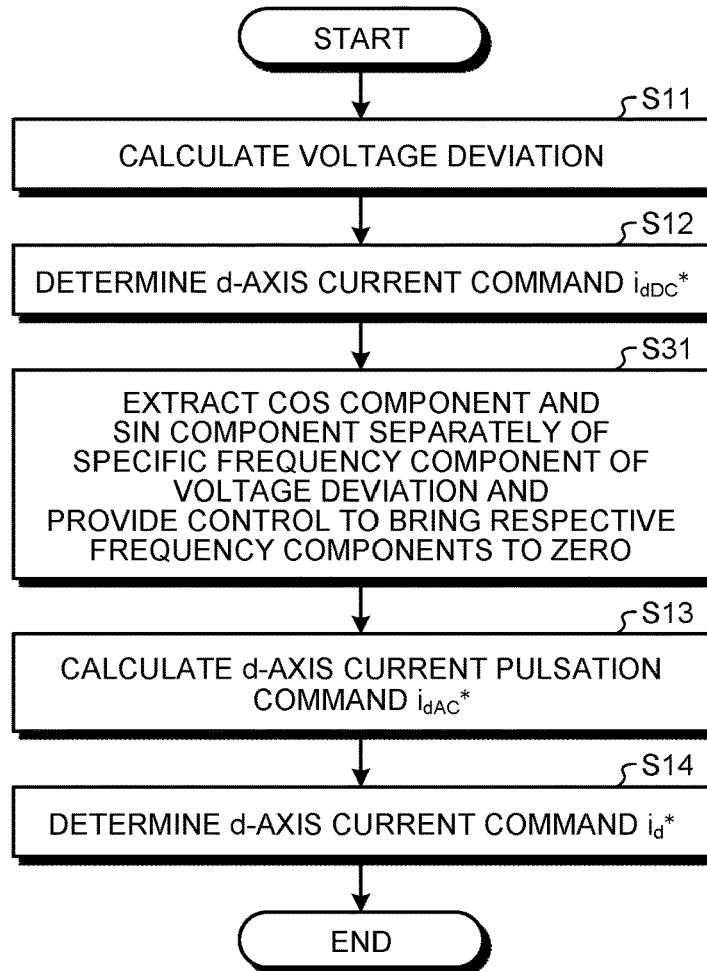 START
S11
CALCULATE VOLTAGE DEVIATION
S12
DETERMINE d-AXIS CURRENT COMMAND idDC*
S31
EXTRACT COS COMPONENT AND
SIN COMPONENT SEPARATELY OF
SPECIFIC FREQUENCY COMPONENT OF
VOLTAGE DEVIATION AND
PROVIDE CONTROL TO BRING RESPECTIVE
FREQUENCY COMPONENTS TO ZERO
S13
CALCULATE d-AXIS CURRENT PULSATION
COMMAND idAC*
S14
DETERMINE d-AXIS CURRENT COMMAND id*
END